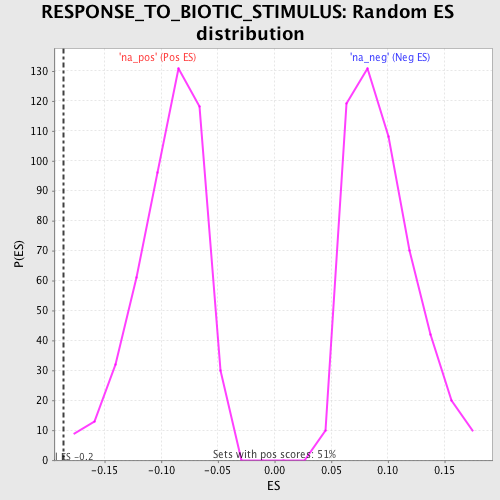 RESPONSE_TO_BIOTIC_STIMULUS: Random ES
distribution
'na_pos' (Pos ES)
'na_neg' (Neg ES)
130
120
110
100
90
80
70
60
50
40
30
20
10
0
P(ES)
ES -0.2
Sets with pos scores: 51%
-0.15
-0.10
-0.05
0.00
0.05
0.10
0.15
ES